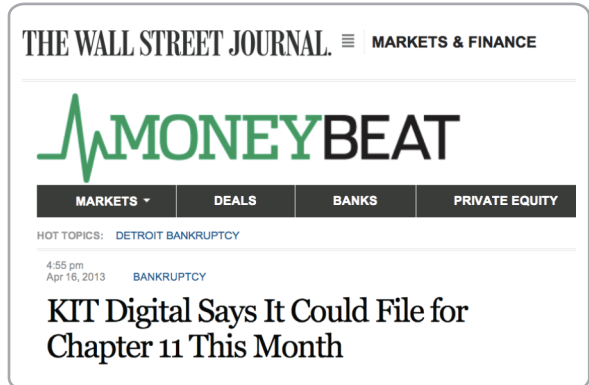 THE WALL STREET JOURNAL. MARKETS & FINANCE
MONEYBEAT
MARKETS DEALS BANKS PRIVATE EQUITY
HOT TOPICS: DETROIT BANKRUPTCY
4:55 pm
Apr 16, 2013 BANKRUPTCY
KIT Digital Says It Could File for
Chapter 11 This Month